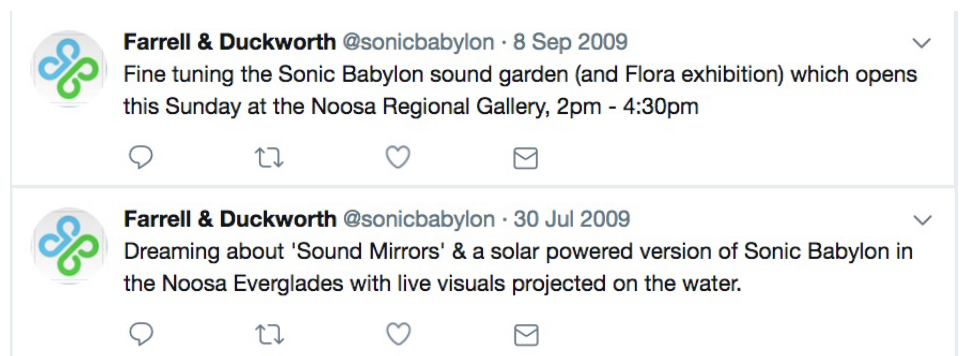 Farrell & Duckworth @sonicbabylon · 8 Sep 2009
Fine tuning the Sonic Babylon sound garden (and Flora exhibition) which opens
this Sunday at the Noosa Regional Gallery, 2pm - 4:30pm
Farrell & Duckworth @sonicbabylon · 30 Jul 2009
Dreaming about 'Sound Mirrors' & a solar powered version of Sonic Babylon in
the Noosa Everglades with live visuals projected on the water.